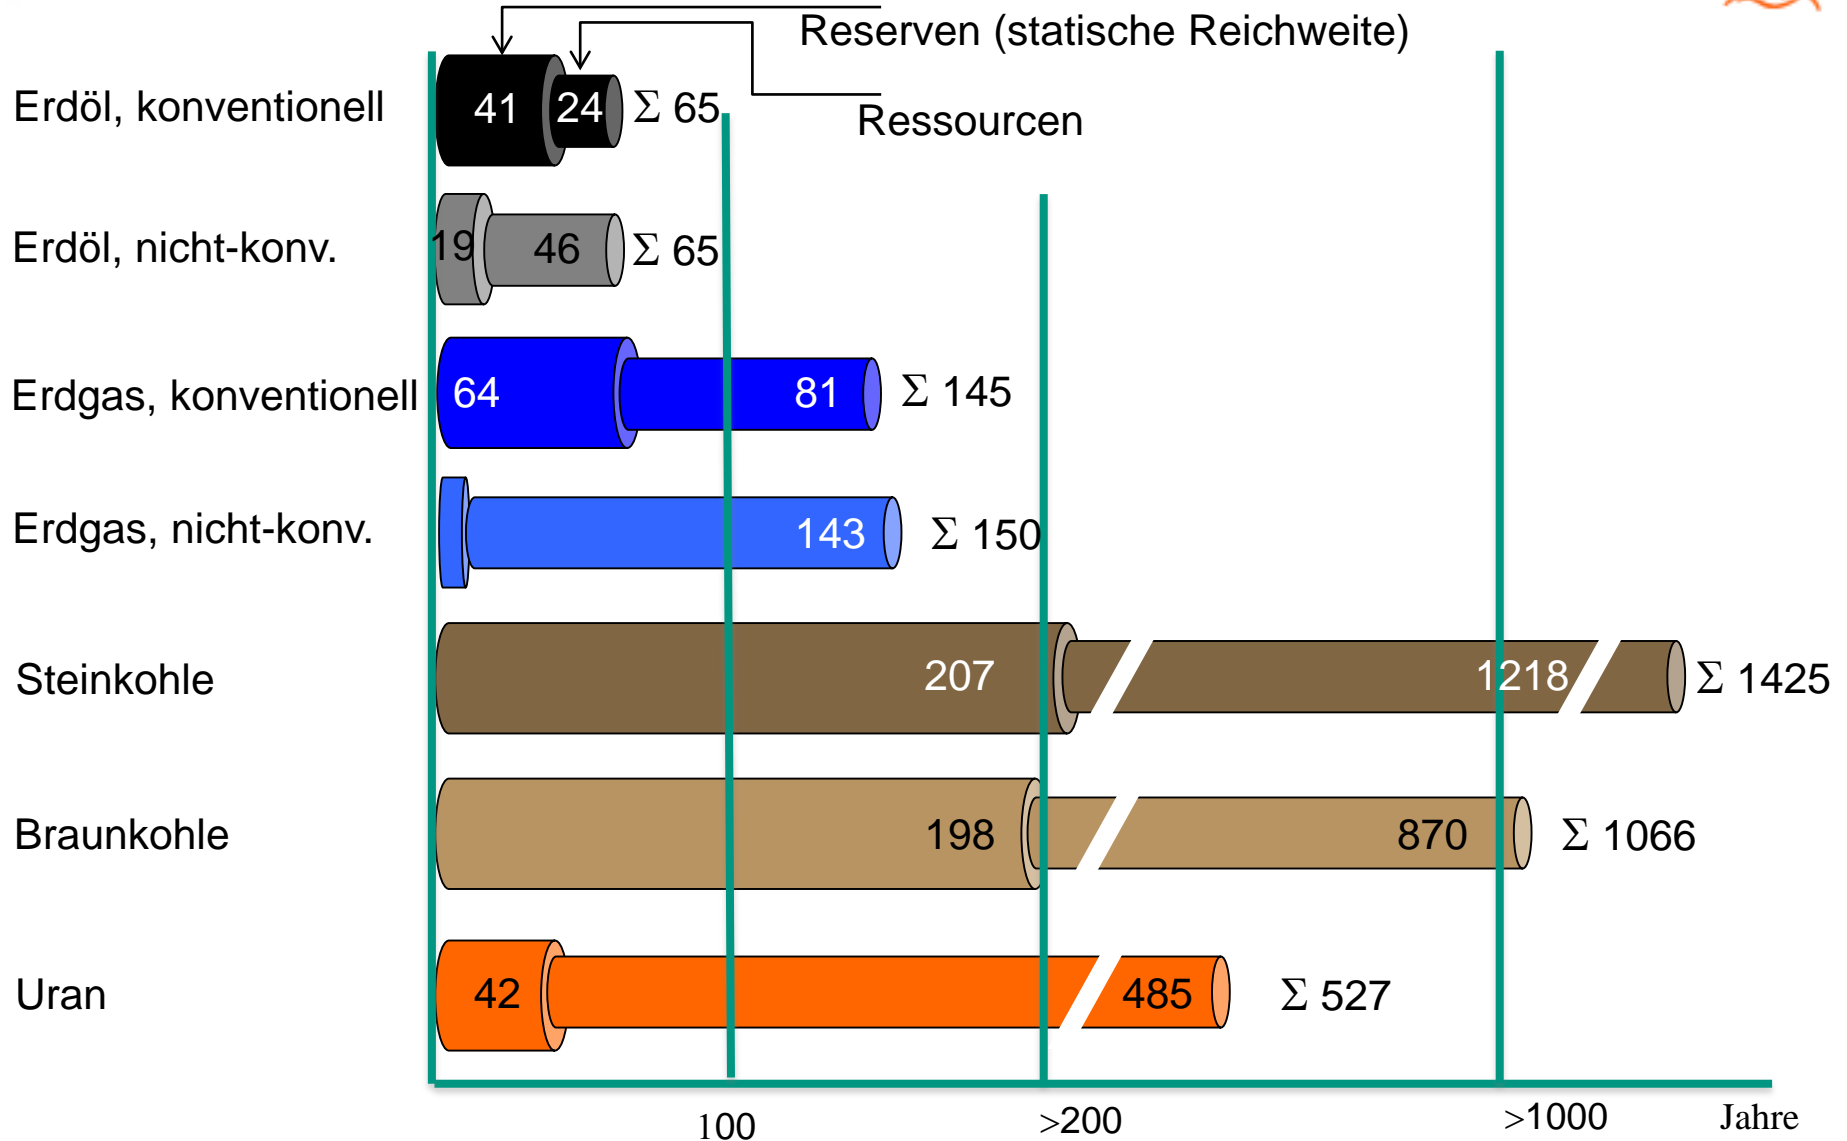 Reserven (statische Reichweite)
Erdöl, konventionell 41 24 Σ 65
Ressourcen
Erdöl, nicht-konv. 19 46 Σ 65
Erdgas, konventionell 64 81 Σ 145
Erdgas, nicht-konv. 143 Σ 150
Steinkohle 207 1218 Σ 1425
Braunkohle 198 870 Σ 1066
Uran 42 485 Σ 527
100 >200 >1000 Jahre